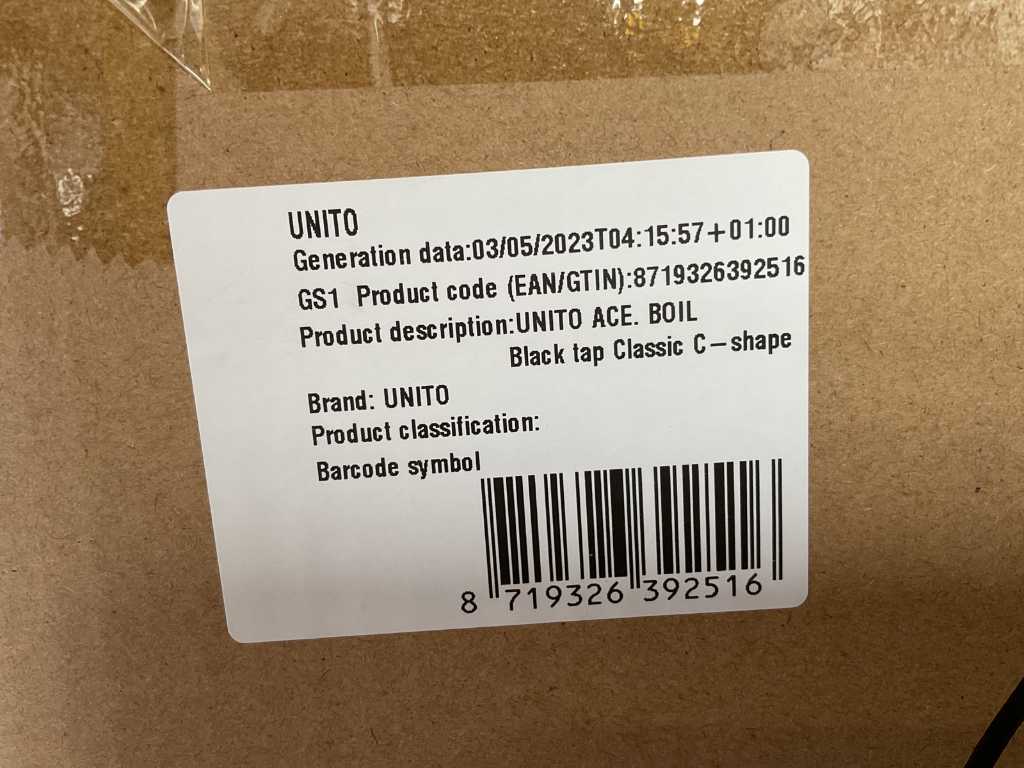 UNITO
Generation data:03/05/2023T04:15:57+01:00
GS1 Product code (EAN/GTIN):8719326392516
Product description:UNITO ACE. BOIL
Black tap Classic C-shape
Brand: UNITO
Product classification:
Barcode symbol
8 719326 392516